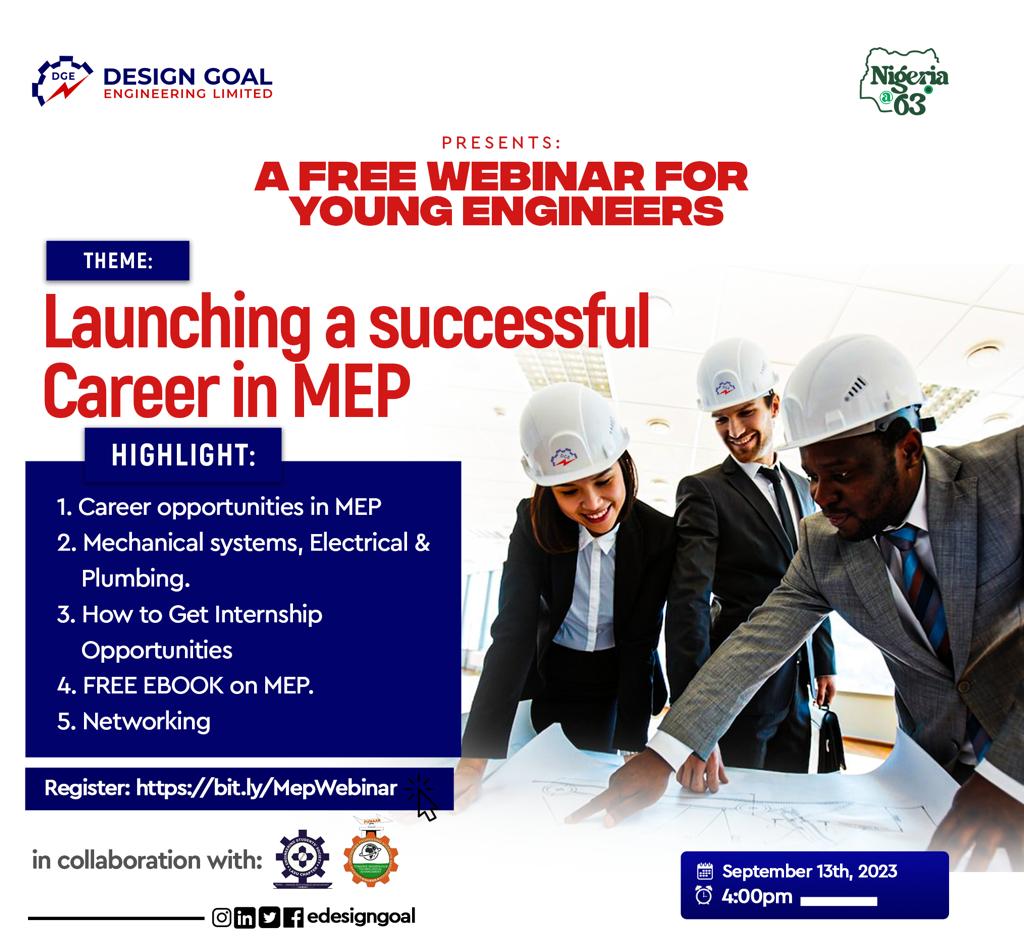 DGE
DESIGN GOAL
ENGINEERING LIMITED
Nigeria
@63
PRESENTS:
A FREE WEBINAR FOR
YOUNG ENGINEERS
THEME:
Launching a successful
Career in MEP
HIGHLIGHT:
1. Career opportunities in MEP
2. Mechanical systems, Electrical &
Plumbing.
3. How to Get Internship
Opportunities
4. FREE EBOOK on MEP.
5. Networking
Register: https://bit.ly/MepWebinar
in collaboration with:
September 13th, 2023
4:00pm
edesigngoal
DGE
DGE